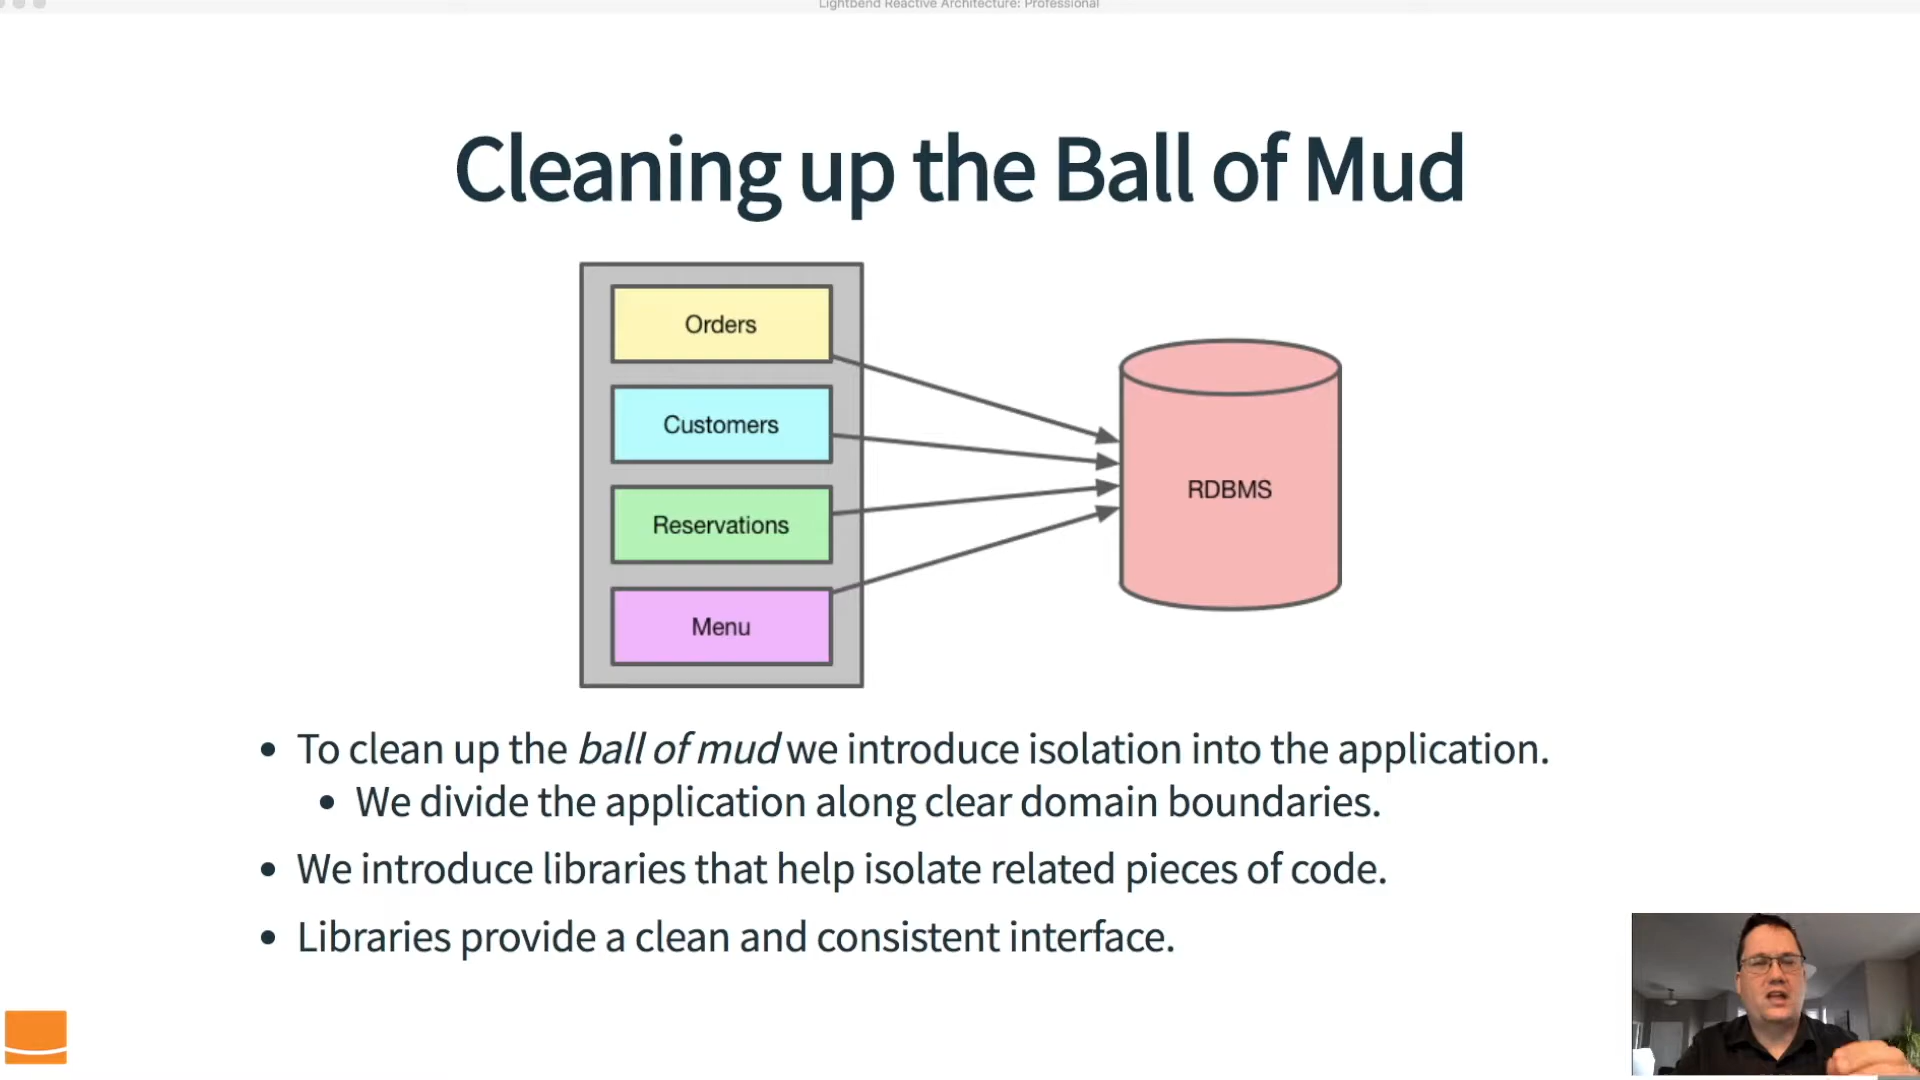 Lightbend Reactive Architecture: Professional
Cleaning up the Ball of Mud
Orders
Customers
Reservations
Menu
RDBMS
• To clean up the ball of mud we introduce isolation into the application.
• We divide the application along clear domain boundaries.
• We introduce libraries that help isolate related pieces of code.
• Libraries provide a clean and consistent interface.